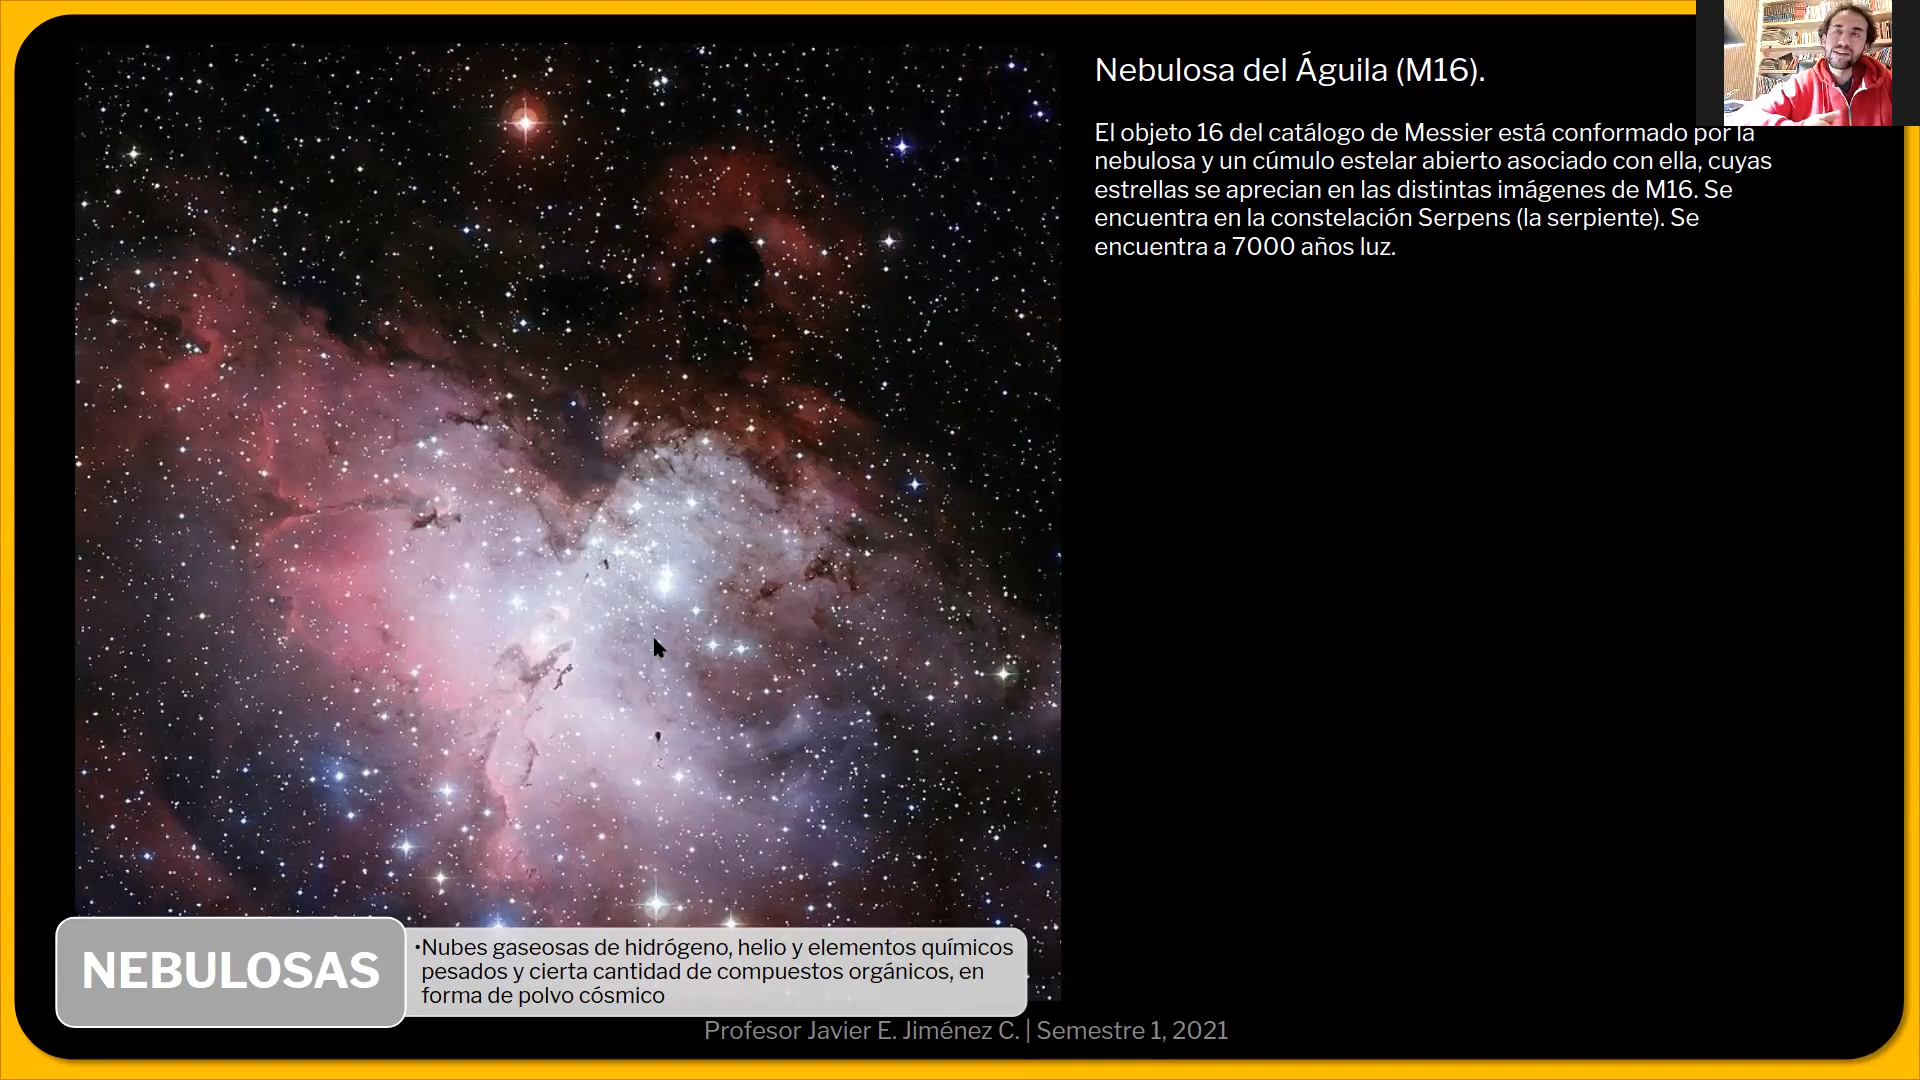 Nebulosa del Águila (M16).
El objeto 16 del catálogo de Messier está conformado por la
nebulosa y un cúmulo estelar abierto asociado con ella, cuyas
estrellas se aprecian en las distintas imágenes de M16. Se
encuentra en la constelación Serpens (la serpiente). Se
encuentra a 7000 años luz.
NEBULOSAS
•Nubes gaseosas de hidrógeno, helio y elementos químicos
pesados y cierta cantidad de compuestos orgánicos, en
forma de polvo cósmico
Profesor Javier E. Jiménez C. | Semestre 1, 2021